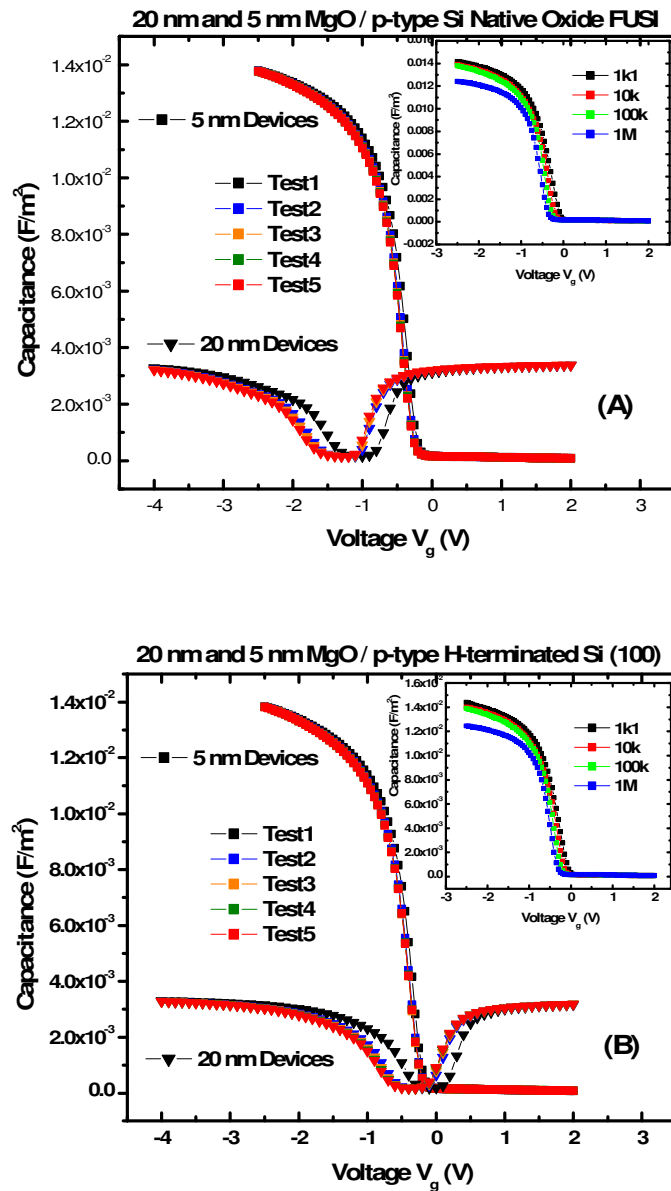 20 nm and 5 nm MgO / p-type Si Native Oxide FUSI
1.4x10⁻²
1.2x10⁻²
1.0x10⁻²
8.0x10⁻³
6.0x10⁻³
4.0x10⁻³
2.0x10⁻³
0.0
Capacitance (F/m²)
5 nm Devices
Test1
Test2
Test3
Test4
Test5
20 nm Devices
(A)
-4 -3 -2 -1 0 1 2 3
Voltage V_g (V)
0.016
0.014
0.012
0.010
0.008
0.006
0.004
0.002
0.000
-0.002
Capacitance (F/m²)
1k1
10k
100k
1M
-3 -2 -1 0 1 2
Voltage V_g (V)
20 nm and 5 nm MgO / p-type H-terminated Si (100)
1.4x10⁻²
1.2x10⁻²
1.0x10⁻²
8.0x10⁻³
6.0x10⁻³
4.0x10⁻³
2.0x10⁻³
0.0
Capacitance (F/m²)
5 nm Devices
Test1
Test2
Test3
Test4
Test5
20 nm Devices
(B)
-4 -3 -2 -1 0 1 2 3
Voltage V_g (V)
1.6x10⁻²
1.4x10⁻²
1.2x10⁻²
1.0x10⁻²
8.0x10⁻³
6.0x10⁻³
4.0x10⁻³
2.0x10⁻³
0.0
Capacitance (F/m²)
1k1
10k
100k
1M
-3 -2 -1 0 1 2
Voltage V_g (V)